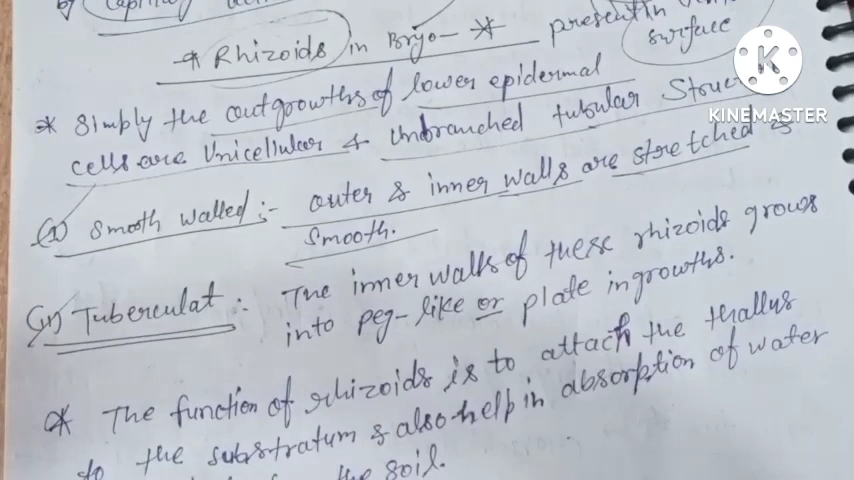 b) Capillary
* Rhizoids in Bryo- * present in
surface
* Simply the outgrowths of lower epidermal
cells are Unicellular & Unbranched tubular Struc
(I) Smooth walled :- outer & inner walls are stretched &
Smooth.
(II) Tuberculat :- The inner walls of these rhizoids grows
into peg-like or plate ingrowths.
* The function of rhizoids is to attach the thallus
to the substratum & also help in absorption of water
the soil.
K
KINEMASTER